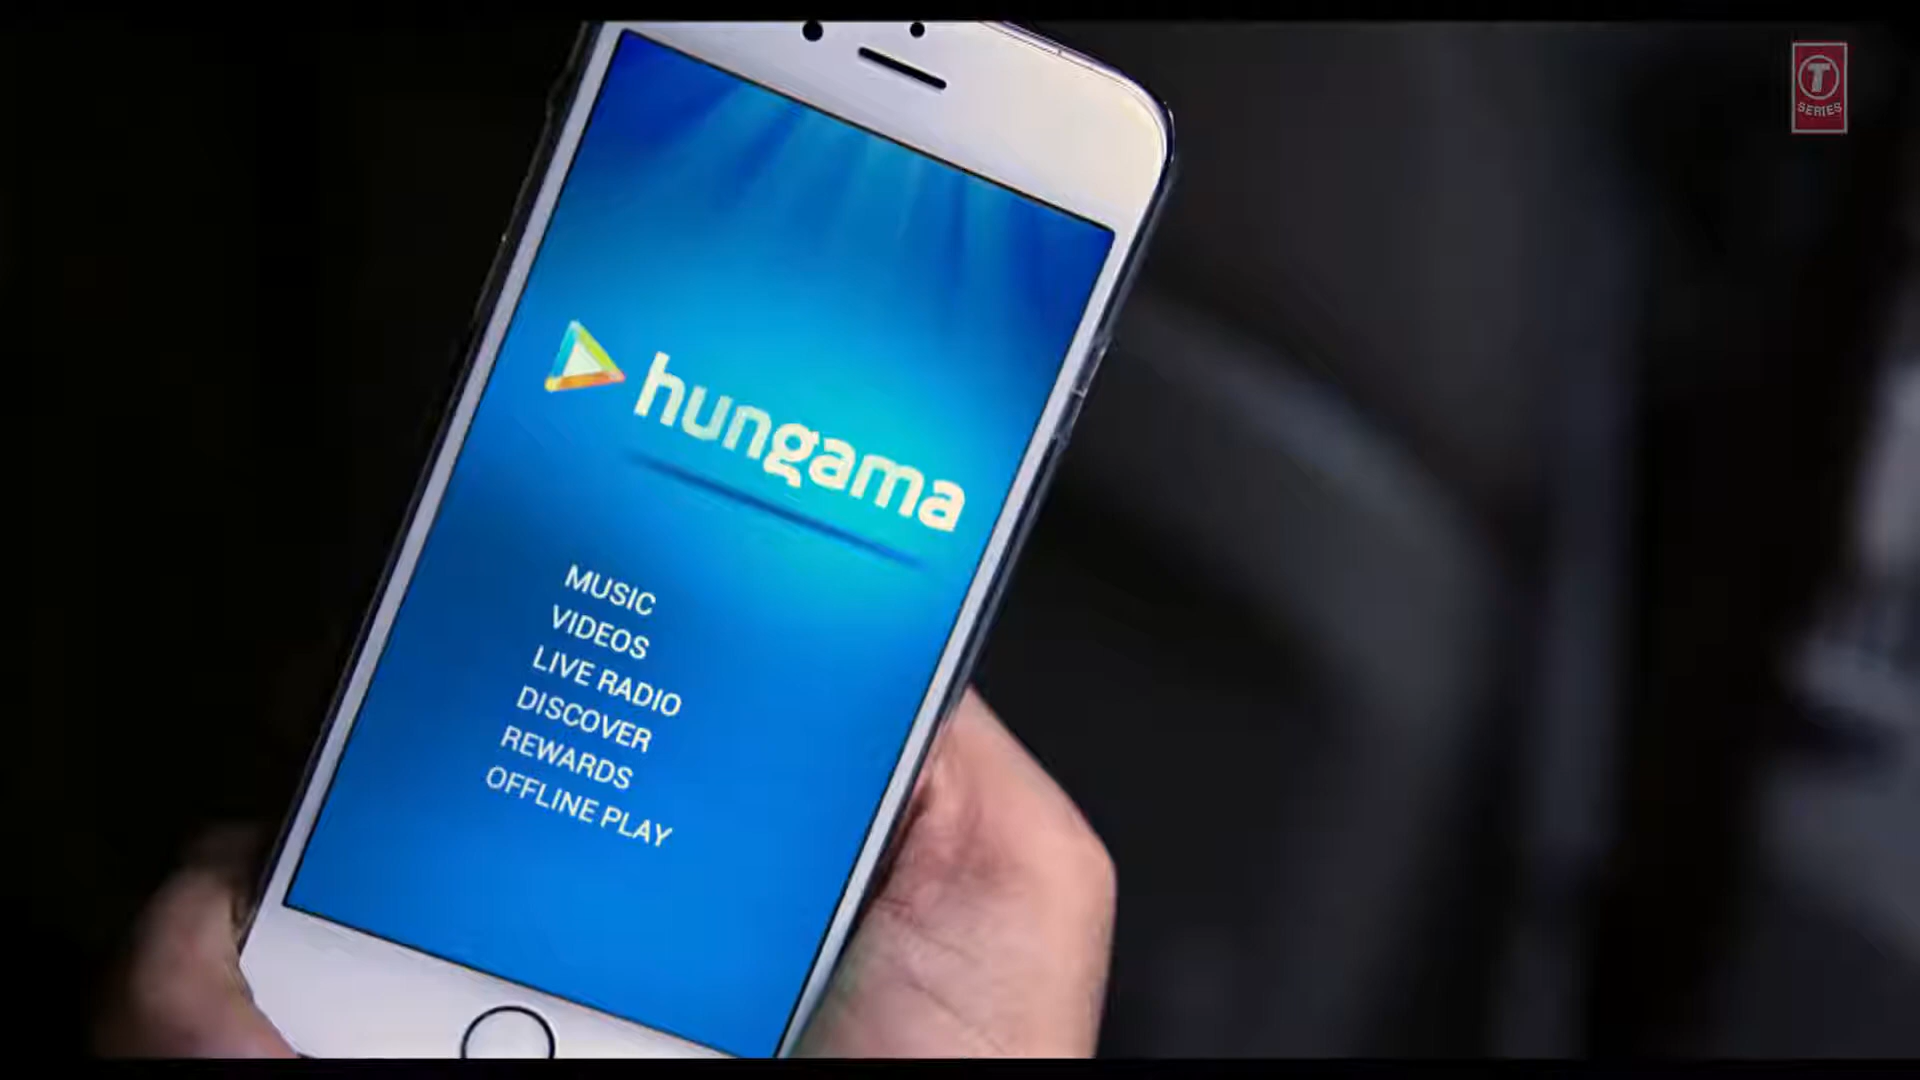 T
SERIES
hungama
MUSIC
VIDEOS
LIVE RADIO
DISCOVER
REWARDS
OFFLINE PLAY